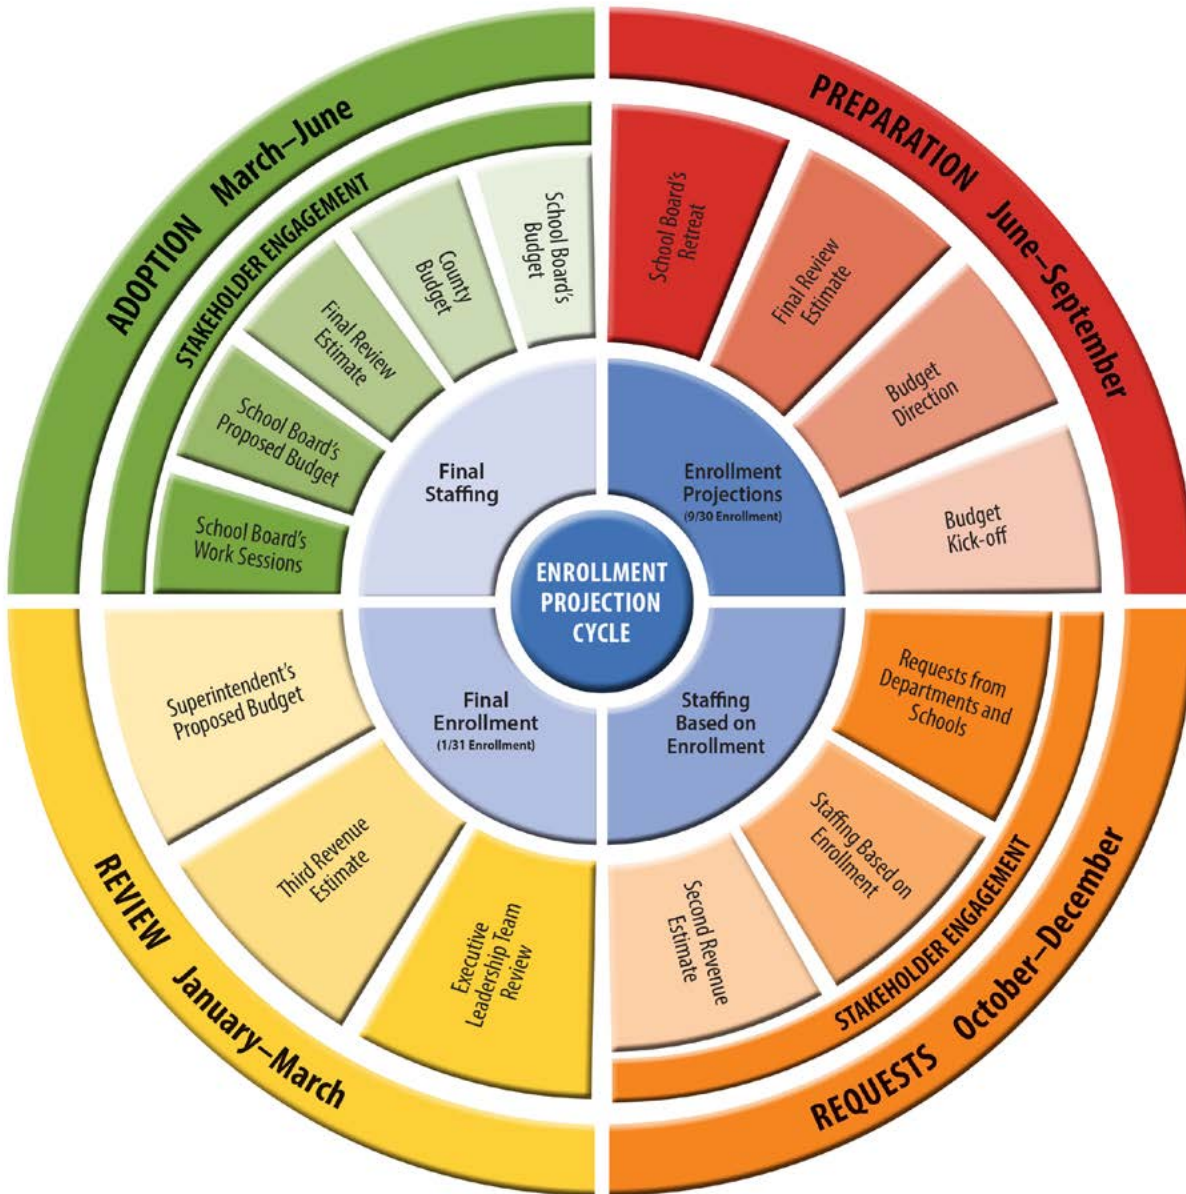 PREPARATION June–September
School Board's
Retreat
Final Review
Estimate
Budget
Direction
Budget
Kick-off
Enrollment
Projections
(9/30 Enrollment)
REQUESTS October–December
STAKEHOLDER ENGAGEMENT
Requests from
Departments and
Schools
Staffing Based on
Enrollment
Second Revenue
Estimate
Staffing
Based on
Enrollment
REVIEW January–March
Executive
Leadership Team
Review
Third Revenue
Estimate
Superintendent's
Proposed Budget
Final
Enrollment
(1/31 Enrollment)
ADOPTION March–June
STAKEHOLDER ENGAGEMENT
School Board's
Work Sessions
School Board's
Proposed Budget
Final Review
Estimate
County
Budget
School Board's
Budget
Final
Staffing
ENROLLMENT
PROJECTION
CYCLE